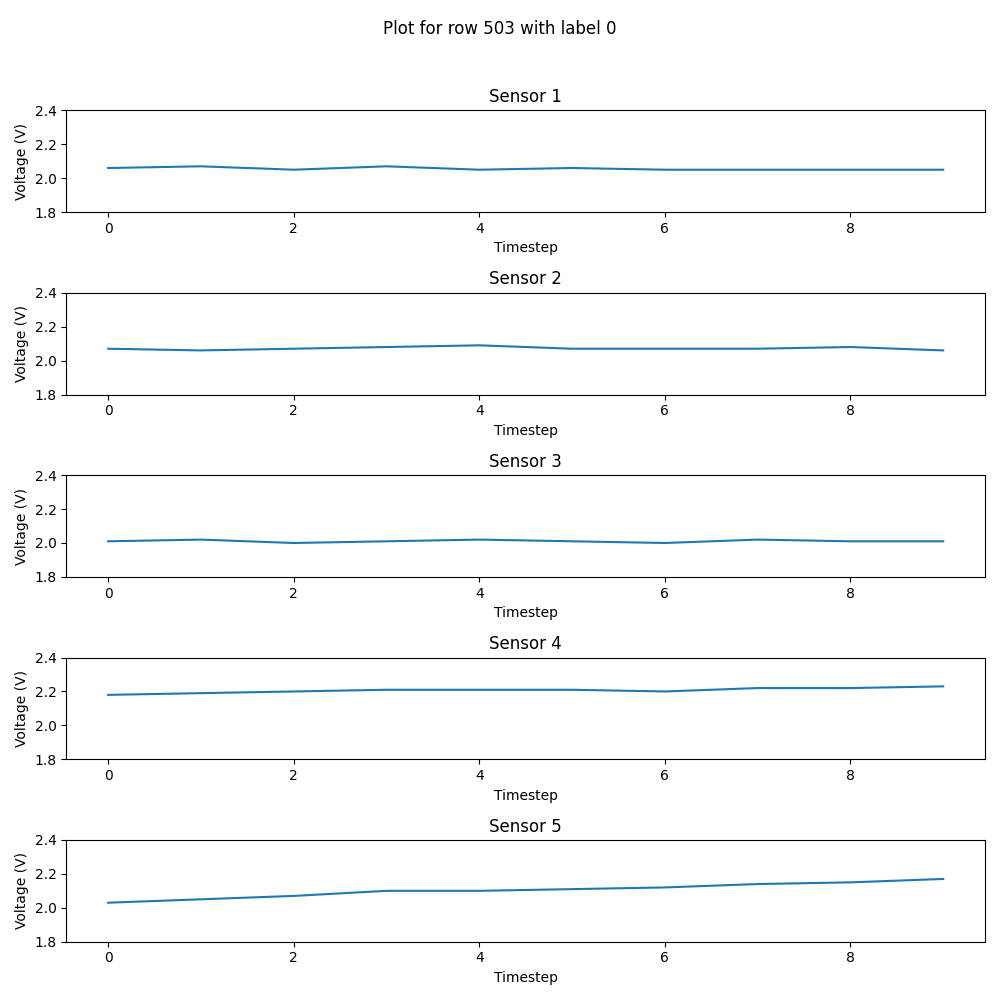 Plot for row 503 with label 0
Sensor 1
2.4
2.2
2.0
1.8
Voltage (V)
0 2 4 6 8
Timestep
Sensor 2
2.4
2.2
2.0
1.8
Voltage (V)
0 2 4 6 8
Timestep
Sensor 3
2.4
2.2
2.0
1.8
Voltage (V)
0 2 4 6 8
Timestep
Sensor 4
2.4
2.2
2.0
1.8
Voltage (V)
0 2 4 6 8
Timestep
Sensor 5
2.4
2.2
2.0
1.8
Voltage (V)
0 2 4 6 8
Timestep